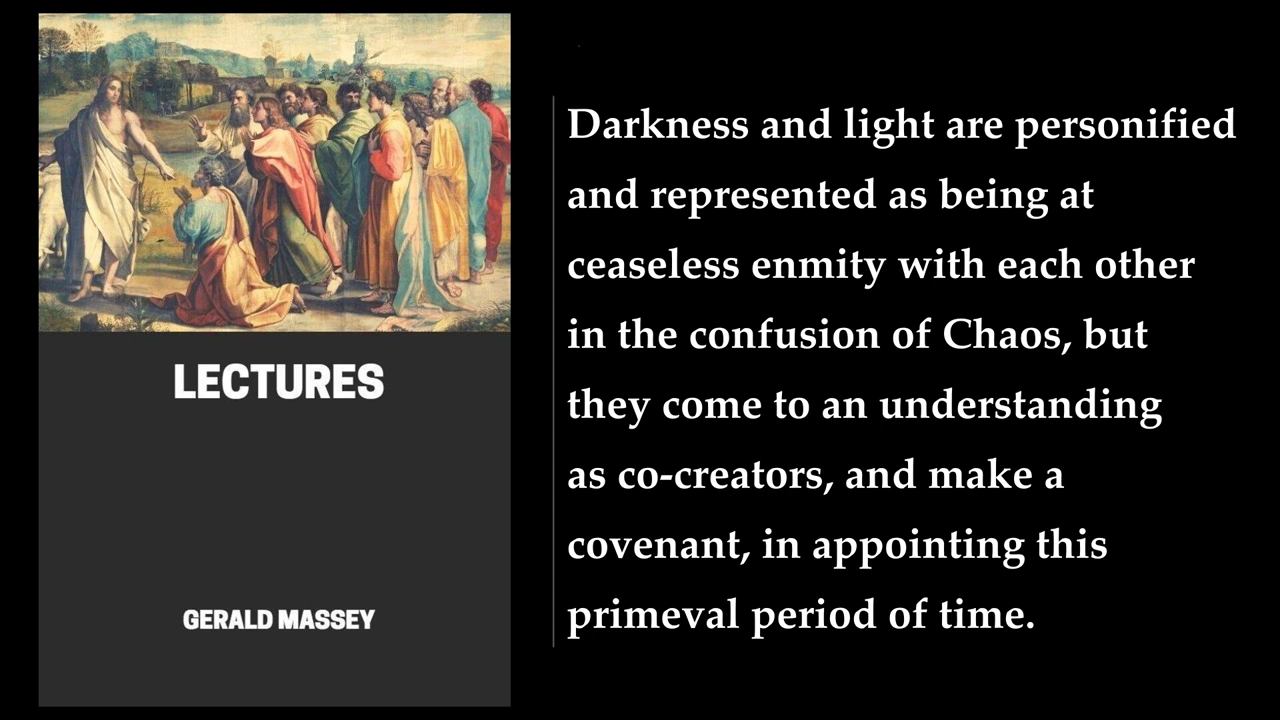 LECTURES
GERALD MASSEY
Darkness and light are personified
and represented as being at
ceaseless enmity with each other
in the confusion of Chaos, but
they come to an understanding
as co-creators, and make a
covenant, in appointing this
primeval period of time.